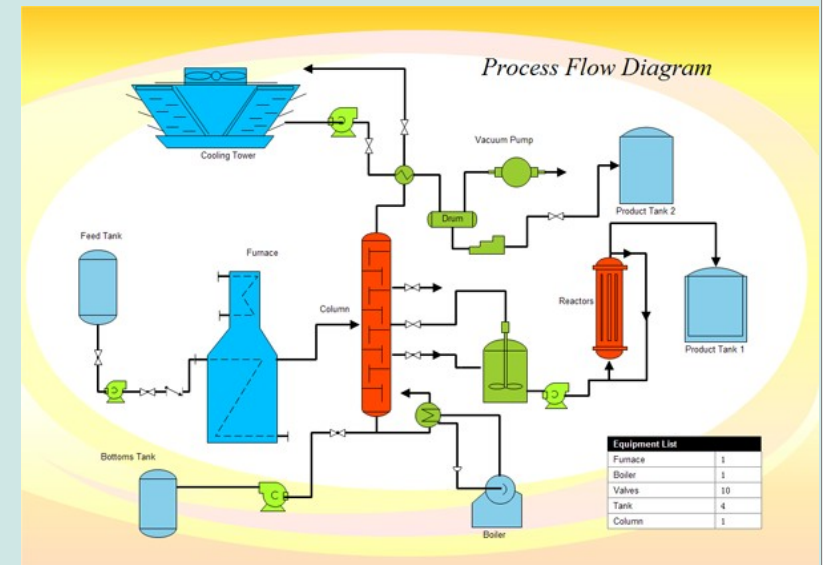 Process Flow Diagram
Cooling Tower
Vacuum Pump
Product Tank 2
Drum
Feed Tank
Furnace
Column
Reactors
Product Tank 1
Bottoms Tank
Boiler
Equipment List
Furnace 1
Boiler 1
Valves 10
Tank 4
Column 1